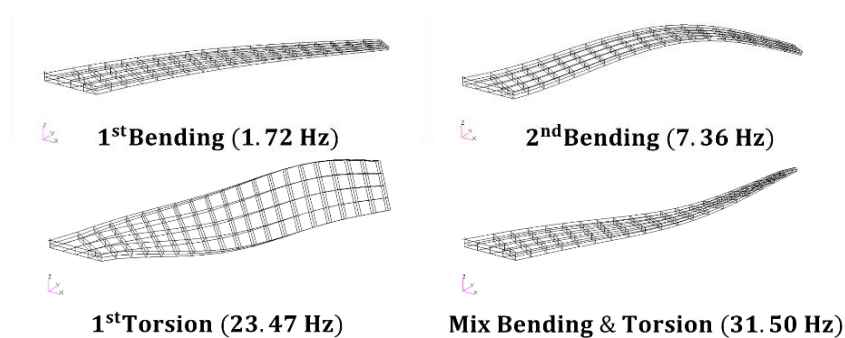 1stBending (1.72 Hz)
2ndBending (7.36 Hz)
1stTorsion (23.47 Hz)
Mix Bending & Torsion (31.50 Hz)